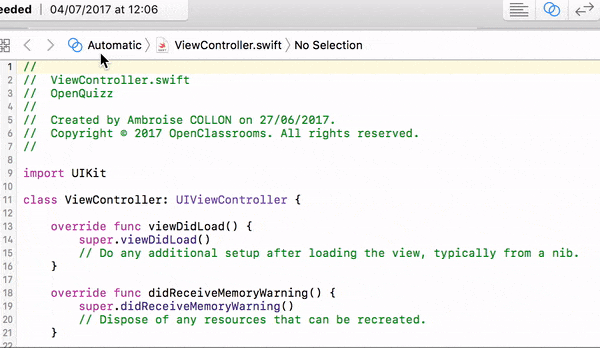 eeded | 04/07/2017 at 12:06
Automatic 〉 ViewController.swift 〉 No Selection
1 //
2 //  ViewController.swift
3 //  OpenQuizz
4 //
5 //  Created by Ambroise COLLON on 27/06/2017.
6 //  Copyright © 2017 OpenClassrooms. All rights reserved.
7 //
8
9 import UIKit
10
11 class ViewController: UIViewController {
12
13     override func viewDidLoad() {
14         super.viewDidLoad()
15         // Do any additional setup after loading the view, typically from a nib.
16     }
17
18     override func didReceiveMemoryWarning() {
19         super.didReceiveMemoryWarning()
20         // Dispose of any resources that can be recreated.
21     }
22